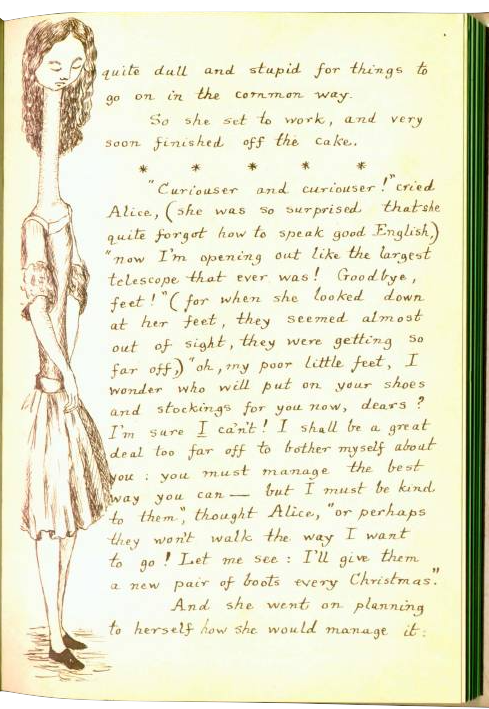 quite dull and stupid for things to
go on in the common way.
So she set to work, and very
soon finished off the cake.
* * * * *
"Curiouser and curiouser!" cried
Alice, (she was so surprised that she
quite forgot how to speak good English,)
"now I'm opening out like the largest
telescope that ever was! Goodbye,
feet!" (for when she looked down
at her feet, they seemed almost
out of sight, they were getting so
far off,) "oh, my poor little feet, I
wonder who will put on your shoes
and stockings for you now, dears?
I'm sure I can't! I shall be a great
deal too far off to bother myself about
you: you must manage the best
way you can — but I must be kind
to them", thought Alice, "or perhaps
they won't walk the way I want
to go! Let me see: I'll give them
a new pair of boots every Christmas."
And she went on planning
to herself how she would manage it: